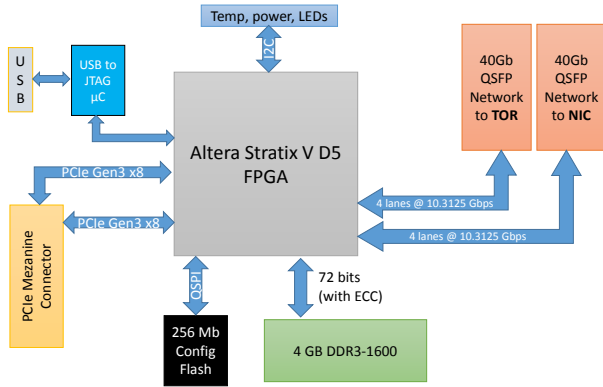 Temp, power, LEDs
I2C
U
S
B
USB to
JTAG
µC
Altera Stratix V D5
FPGA
40Gb
QSFP
Network
to TOR
40Gb
QSFP
Network
to NIC
PCIe Gen3 x8
PCIe Gen3 x8
4 lanes @ 10.3125 Gbps
4 lanes @ 10.3125 Gbps
PCIe Mezanine
Connector
QSPI
72 bits
(with ECC)
256 Mb
Config
Flash
4 GB DDR3-1600